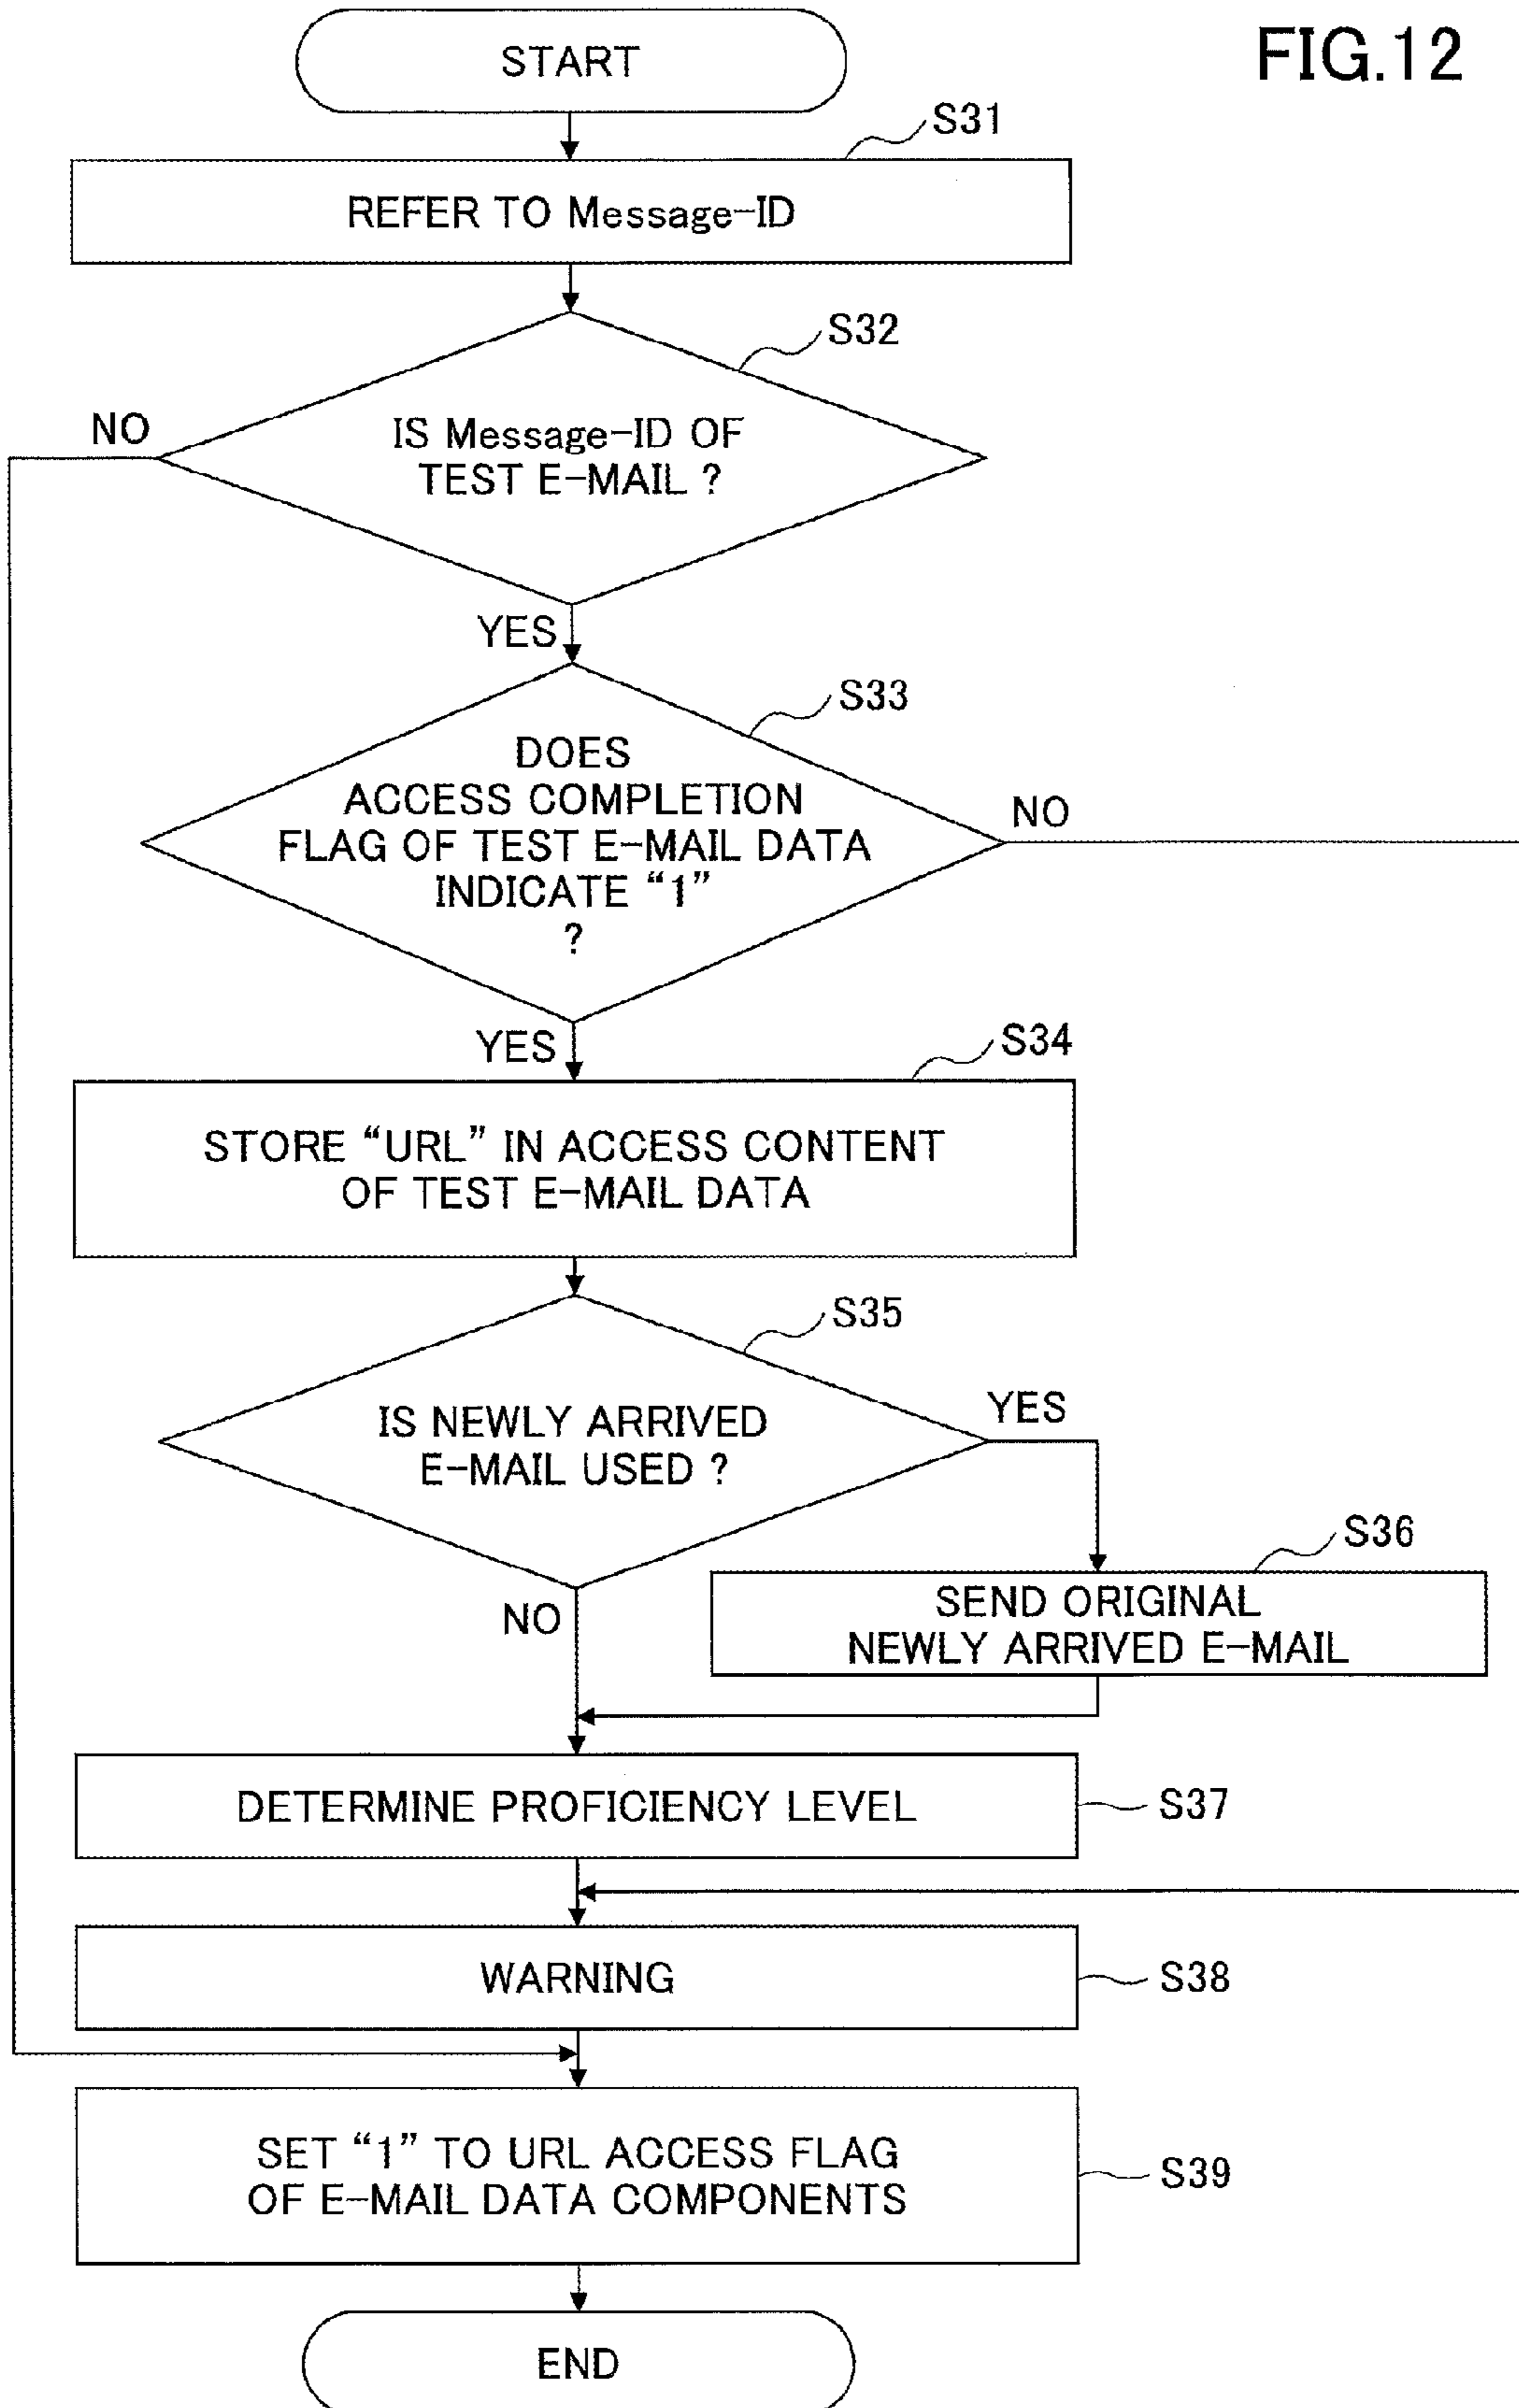 FIG.12
START
S31
REFER TO Message-ID
S32
NO
IS Message-ID OF
TEST E-MAIL ?
YES
S33
DOES
ACCESS COMPLETION
FLAG OF TEST E-MAIL DATA
INDICATE “1”
?
NO
YES
S34
STORE “URL” IN ACCESS CONTENT
OF TEST E-MAIL DATA
S35
IS NEWLY ARRIVED
E-MAIL USED ?
YES
S36
SEND ORIGINAL
NEWLY ARRIVED E-MAIL
NO
DETERMINE PROFICIENCY LEVEL
S37
WARNING
S38
SET “1” TO URL ACCESS FLAG
OF E-MAIL DATA COMPONENTS
S39
END